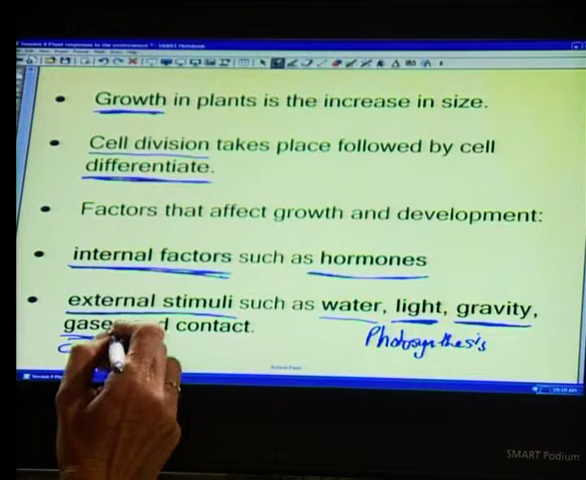 Growth in plants is the increase in size.
Cell division takes place followed by cell
differentiate.
Factors that affect growth and development:
internal factors such as hormones
external stimuli such as water, light, gravity,
contact.
Photosynthesis
SMART Podium